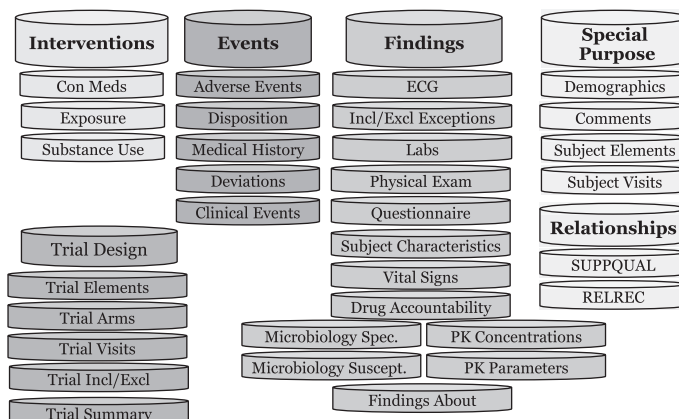 Interventions
Con Meds
Exposure
Substance Use
Events
Adverse Events
Disposition
Medical History
Deviations
Clinical Events
Findings
ECG
Incl/Excl Exceptions
Labs
Physical Exam
Questionnaire
Subject Characteristics
Vital Signs
Drug Accountability
Microbiology Spec.
PK Concentrations
Microbiology Suscept.
PK Parameters
Findings About
Special
Purpose
Demographics
Comments
Subject Elements
Subject Visits
Relationships
SUPPQUAL
RELREC
Trial Design
Trial Elements
Trial Arms
Trial Visits
Trial Incl/Excl
Trial Summary